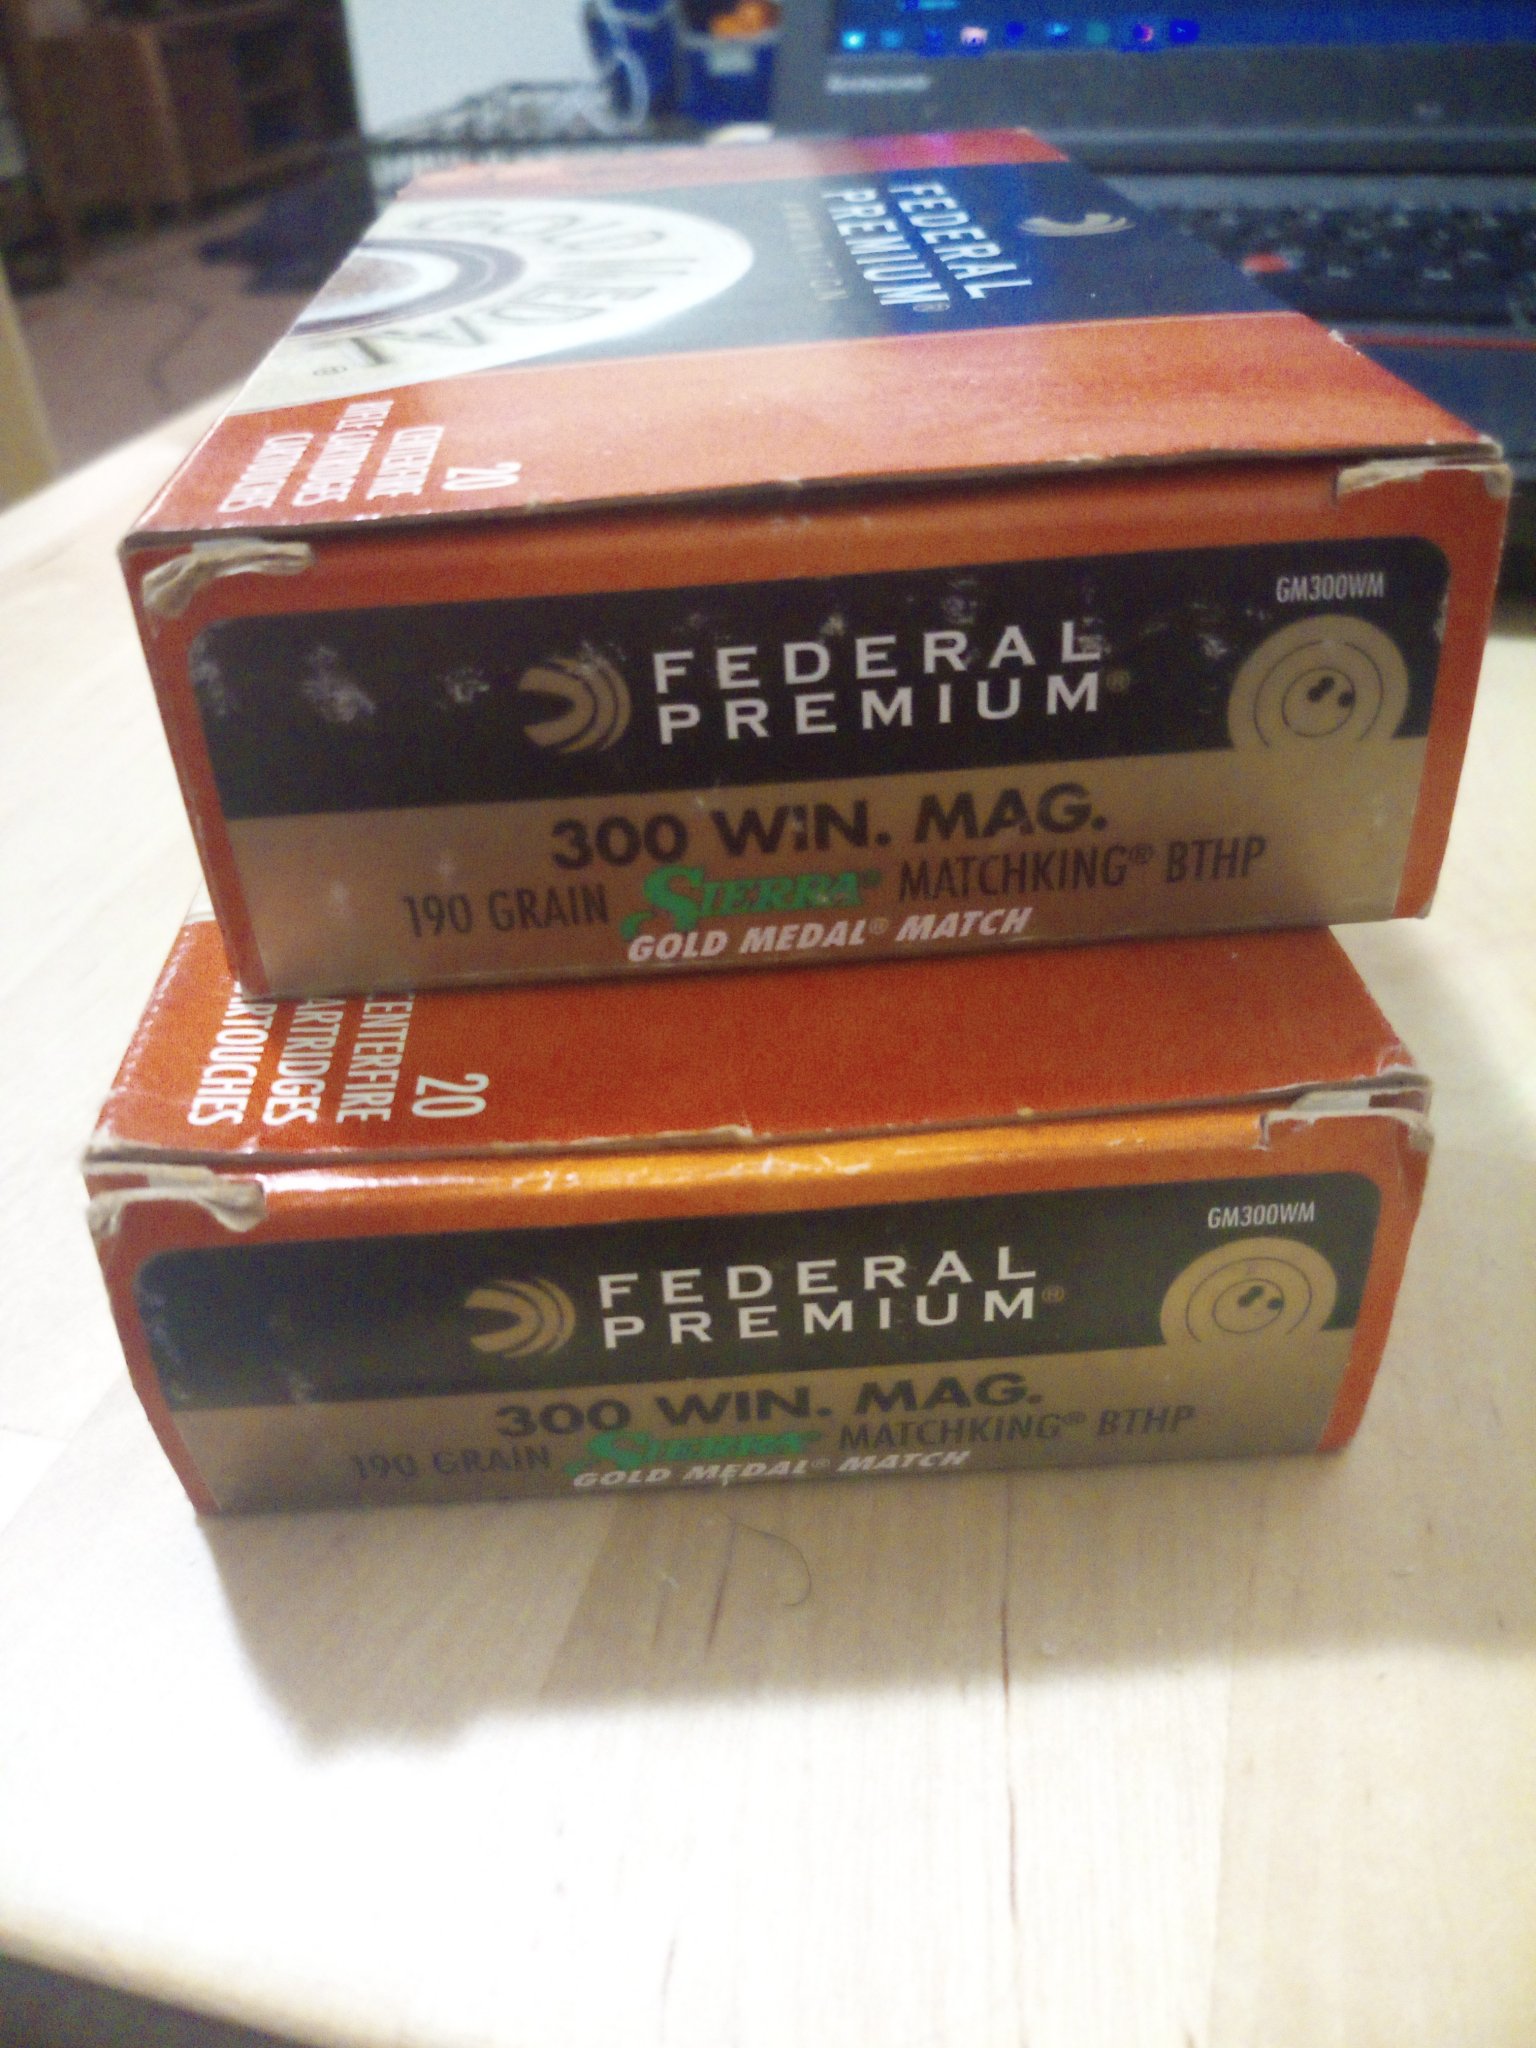 GOLD MEDAL®
FEDERAL
PREMIUM®
20
CENTERFIRE
RIFLE CARTRIDGES
CARTOUCHES
GM300WM
FEDERAL
PREMIUM®
300 WIN. MAG.
190 GRAIN SIERRA® MATCHKING® BTHP
GOLD MEDAL® MATCH
20
CENTERFIRE
CARTRIDGES
GM300WM
FEDERAL
PREMIUM®
300 WIN. MAG.
190 GRAIN SIERRA® MATCHKING® BTHP
GOLD MEDAL® MATCH